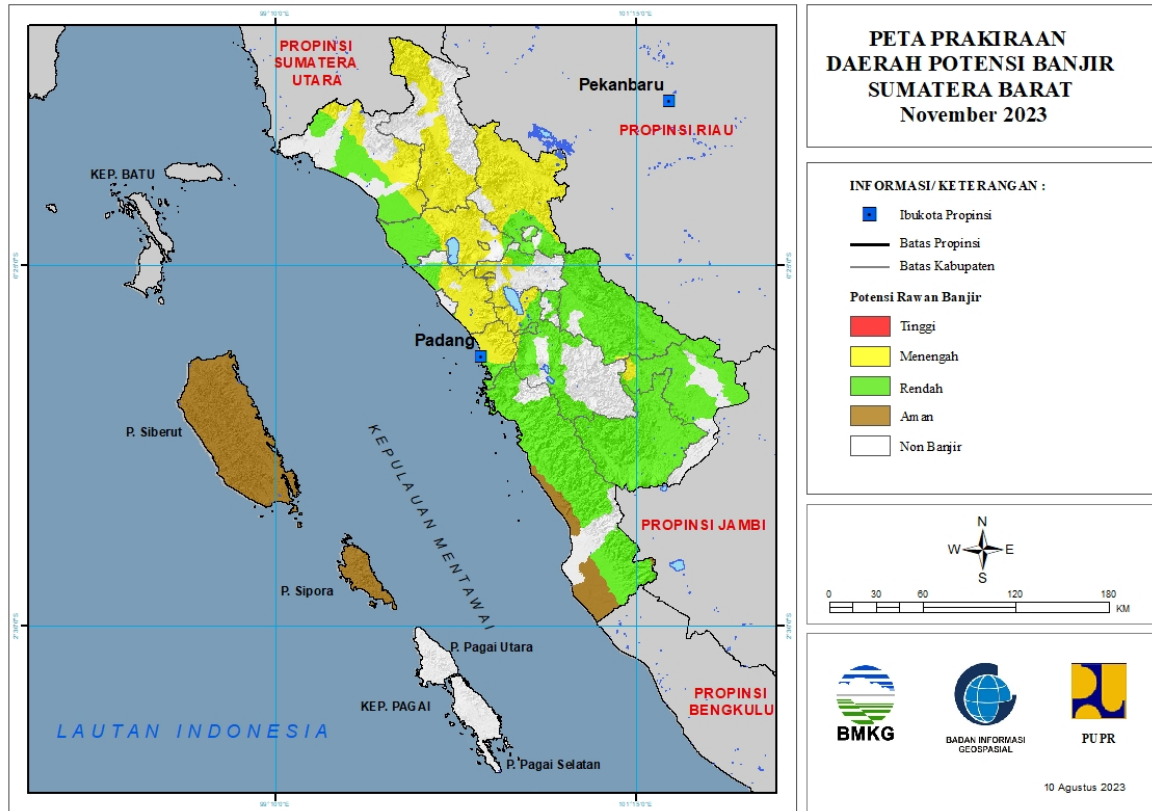 PROPINSI
SUMATERA
UTARA
Pekanbaru
PROPINSI RIAU
KEP. BATU
Padang
P. Siberut
KEPULAUAN MENTAWAI
PROPINSI JAMBI
P. Sipora
P. Pagai Utara
KEP. PAGAI
PROPINSI
BENGKULU
LAUTAN INDONESIA
P. Pagai Selatan
PETA PRAKIRAAN
DAERAH POTENSI BANJIR
SUMATERA BARAT
November 2023
INFORMASI/ KETERANGAN :
Ibukota Propinsi
Batas Propinsi
Batas Kabupaten
Potensi Rawan Banjir
Tinggi
Menengah
Rendah
Aman
Non Banjir
N
W E
S
0 30 60 120 180
KM
BMKG
BADAN INFORMASI
GEOSPASIAL
PUPR
10 Agustus 2023